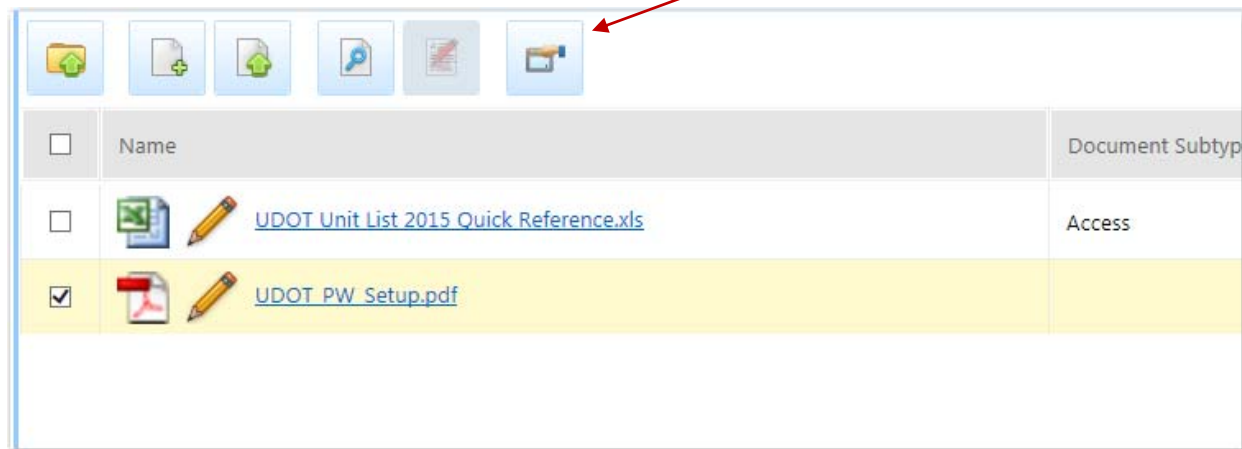 Name
Document Subtyp
UDOT Unit List 2015 Quick Reference.xls
Access
UDOT_PW_Setup.pdf